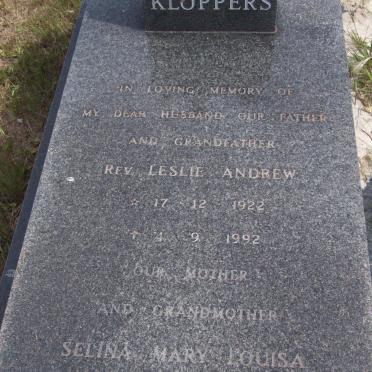 KLOPPERS
IN LOVING MEMORY OF
MY DEAR HUSBAND OUR FATHER
AND GRANDFATHER
REV. LESLIE ANDREW
☆ 17 . 12 . 1922
✝ 4 . 9 . 1992
OUR MOTHER
AND GRANDMOTHER
SELINA MARY LOUISA